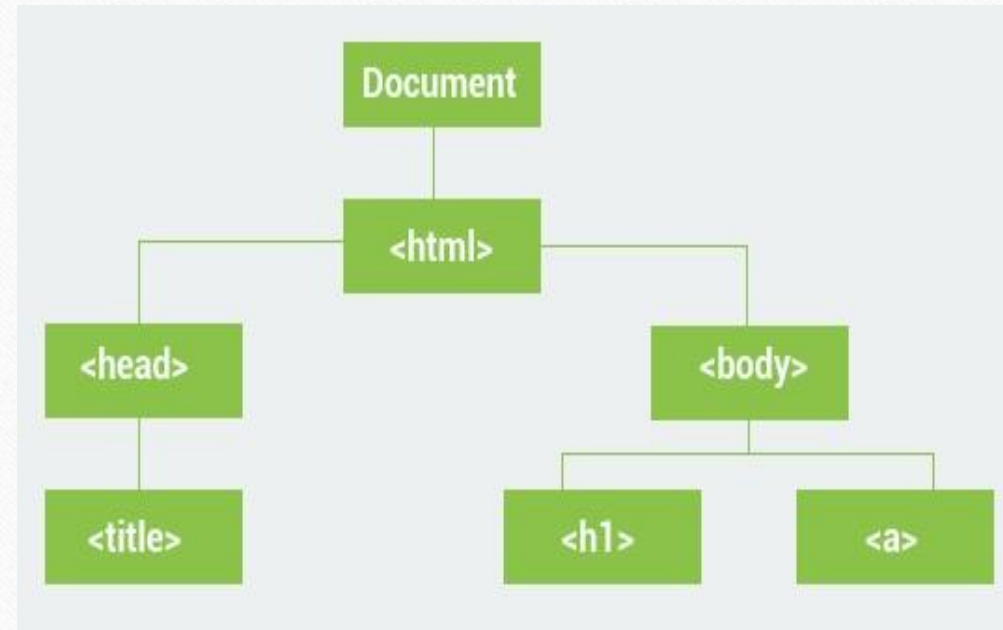 Document
<html>
<head>
<body>
<title>
<h1>
<a>